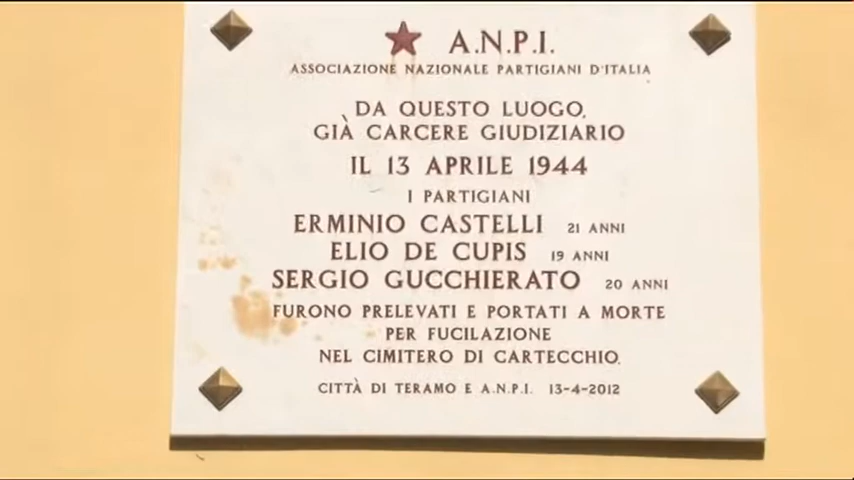 A.N.P.I.
ASSOCIAZIONE NAZIONALE PARTIGIANI D'ITALIA
DA QUESTO LUOGO,
GIÀ CARCERE GIUDIZIARIO
IL 13 APRILE 1944
I PARTIGIANI
ERMINIO CASTELLI 21 ANNI
ELIO DE CUPIS 19 ANNI
SERGIO GUCCHIERATO 20 ANNI
FURONO PRELEVATI E PORTATI A MORTE
PER FUCILAZIONE
NEL CIMITERO DI CARTECCHIO.
CITTÀ DI TERAMO E A.N.P.I. 13-4-2012